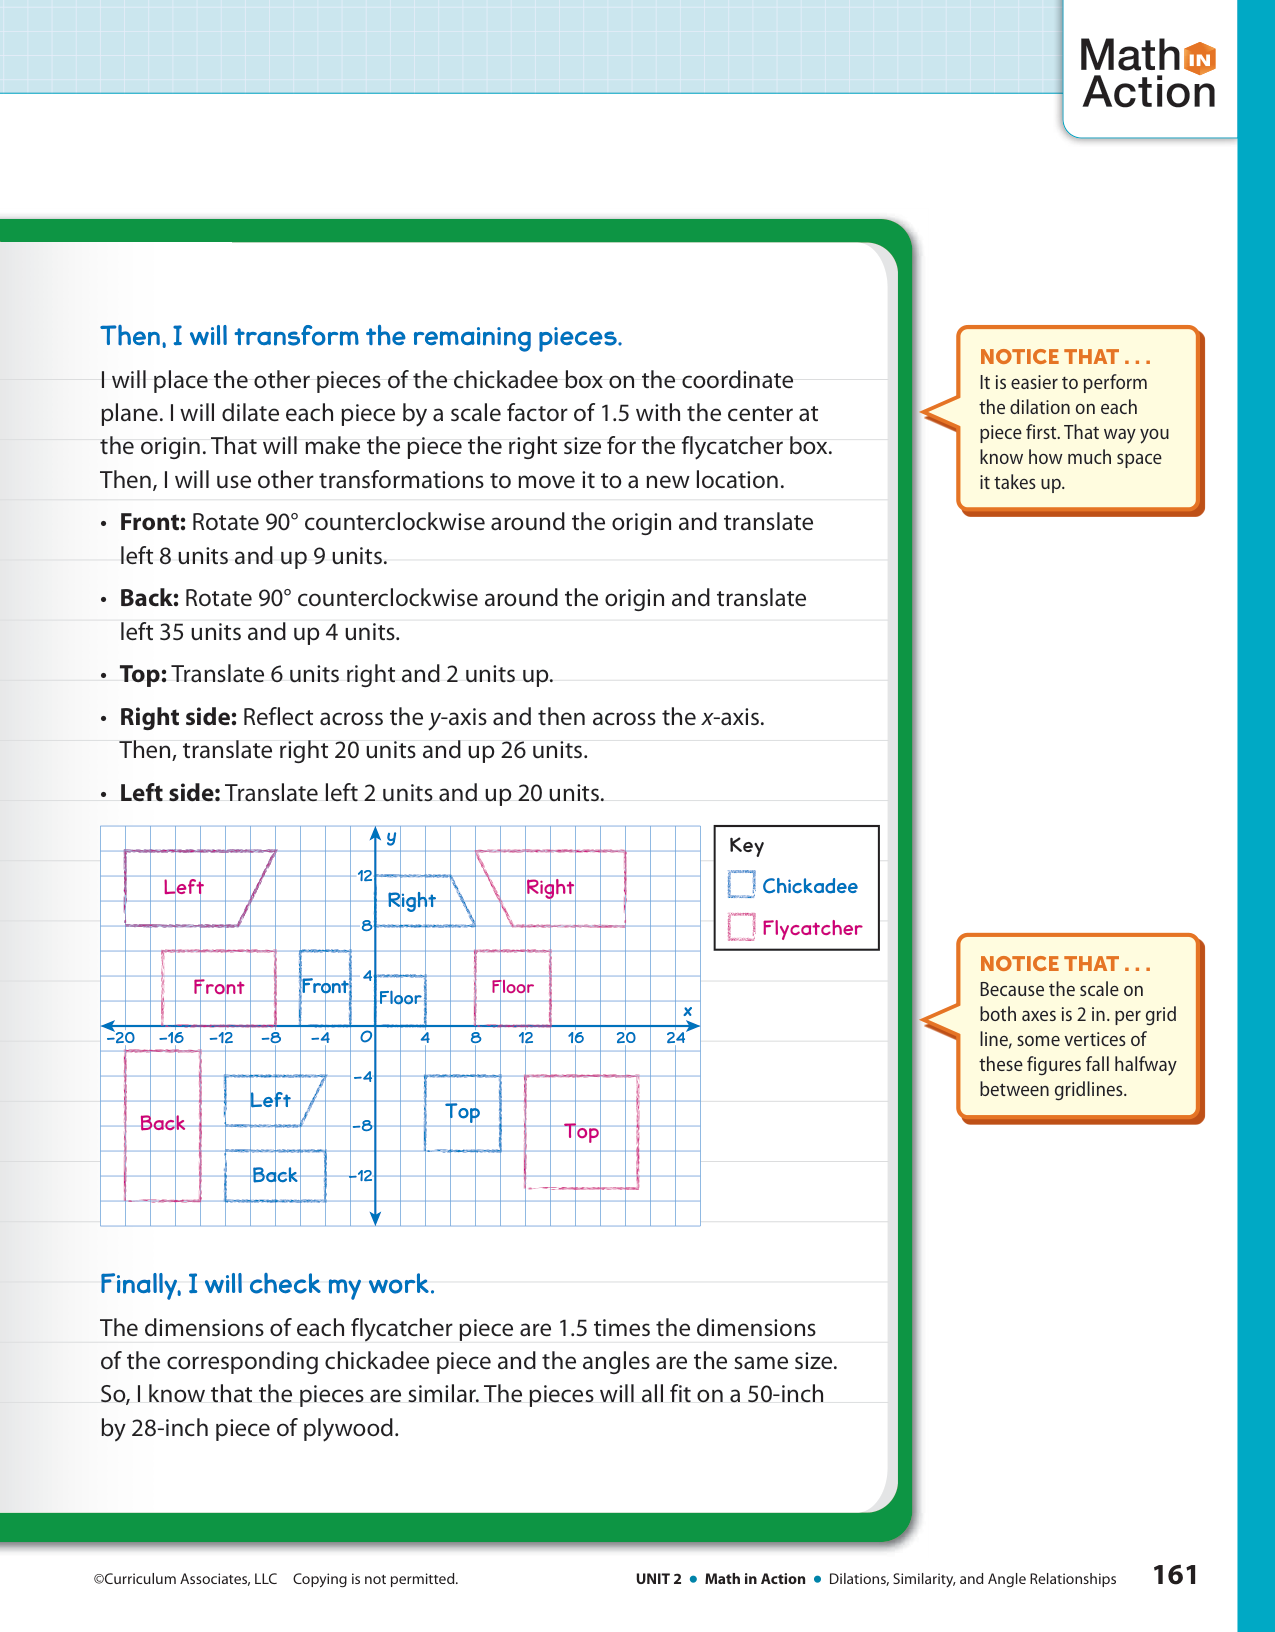 Math IN
Action
Then, I will transform the remaining pieces.
I will place the other pieces of the chickadee box on the coordinate
plane. I will dilate each piece by a scale factor of 1.5 with the center at
the origin. That will make the piece the right size for the flycatcher box.
Then, I will use other transformations to move it to a new location.
• Front: Rotate 90° counterclockwise around the origin and translate
left 8 units and up 9 units.
• Back: Rotate 90° counterclockwise around the origin and translate
left 35 units and up 4 units.
• Top: Translate 6 units right and 2 units up.
• Right side: Reflect across the y-axis and then across the x-axis.
Then, translate right 20 units and up 26 units.
• Left side: Translate left 2 units and up 20 units.
NOTICE THAT . . .
It is easier to perform
the dilation on each
piece first. That way you
know how much space
it takes up.
y
Left
12
Right
Right
8
Front
Front
4
Floor
Floor
x
−20 −16 −12 −8 −4 O 4 8 12 16 20 24
−4
Left
Top
Back
−8
Top
Back
−12
Key
Chickadee
Flycatcher
NOTICE THAT . . .
Because the scale on
both axes is 2 in. per grid
line, some vertices of
these figures fall halfway
between gridlines.
Finally, I will check my work.
The dimensions of each flycatcher piece are 1.5 times the dimensions
of the corresponding chickadee piece and the angles are the same size.
So, I know that the pieces are similar. The pieces will all fit on a 50-inch
by 28-inch piece of plywood.
©Curriculum Associates, LLC Copying is not permitted.
UNIT 2 • Math in Action • Dilations, Similarity, and Angle Relationships 161